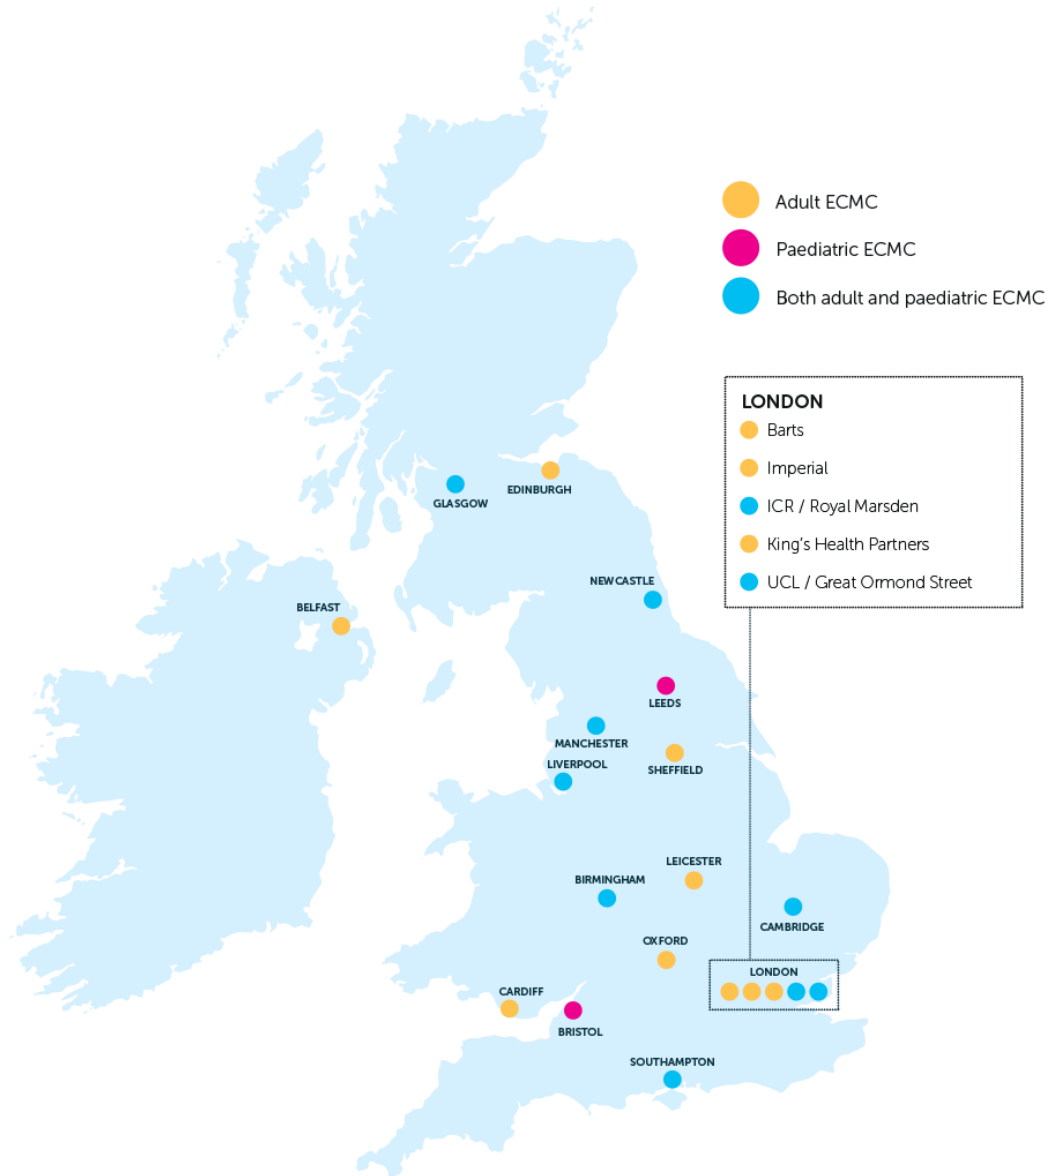 Adult ECMC
Paediatric ECMC
Both adult and paediatric ECMC
LONDON
Barts
Imperial
ICR / Royal Marsden
King's Health Partners
UCL / Great Ormond Street
EDINBURGH
GLASGOW
NEWCASTLE
BELFAST
LEEDS
MANCHESTER
LIVERPOOL
SHEFFIELD
LEICESTER
BIRMINGHAM
CAMBRIDGE
OXFORD
LONDON
CARDIFF
BRISTOL
SOUTHAMPTON